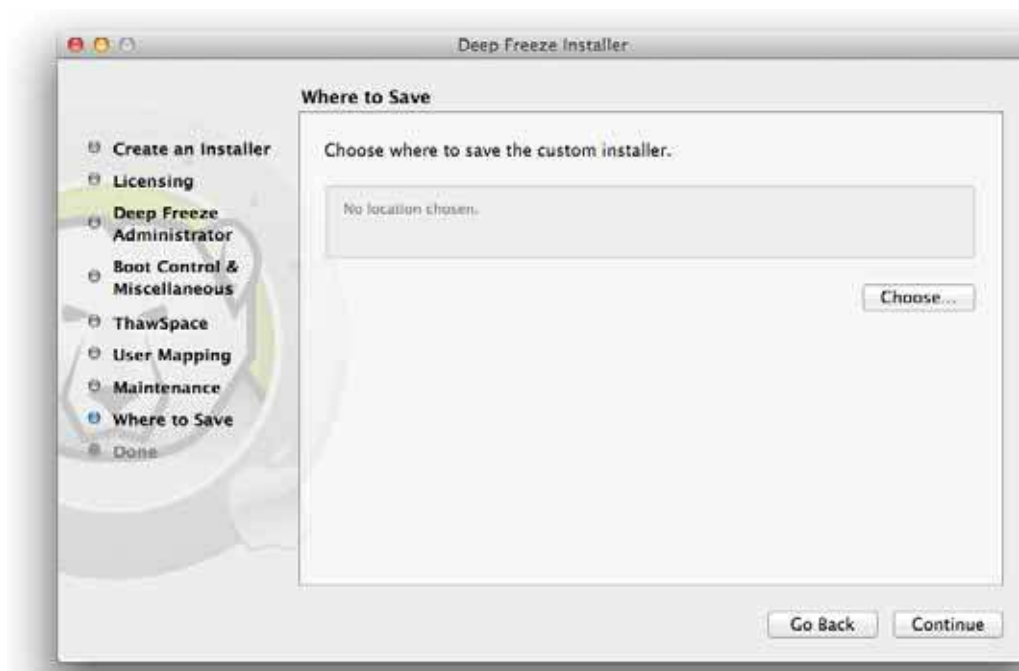 Deep Freeze Installer
Where to Save
Create an Installer
Licensing
Deep Freeze
Administrator
Boot Control &
Miscellaneous
ThawSpace
User Mapping
Maintenance
Where to Save
Done
Choose where to save the custom installer.
No location chosen.
Choose...
Go Back
Continue